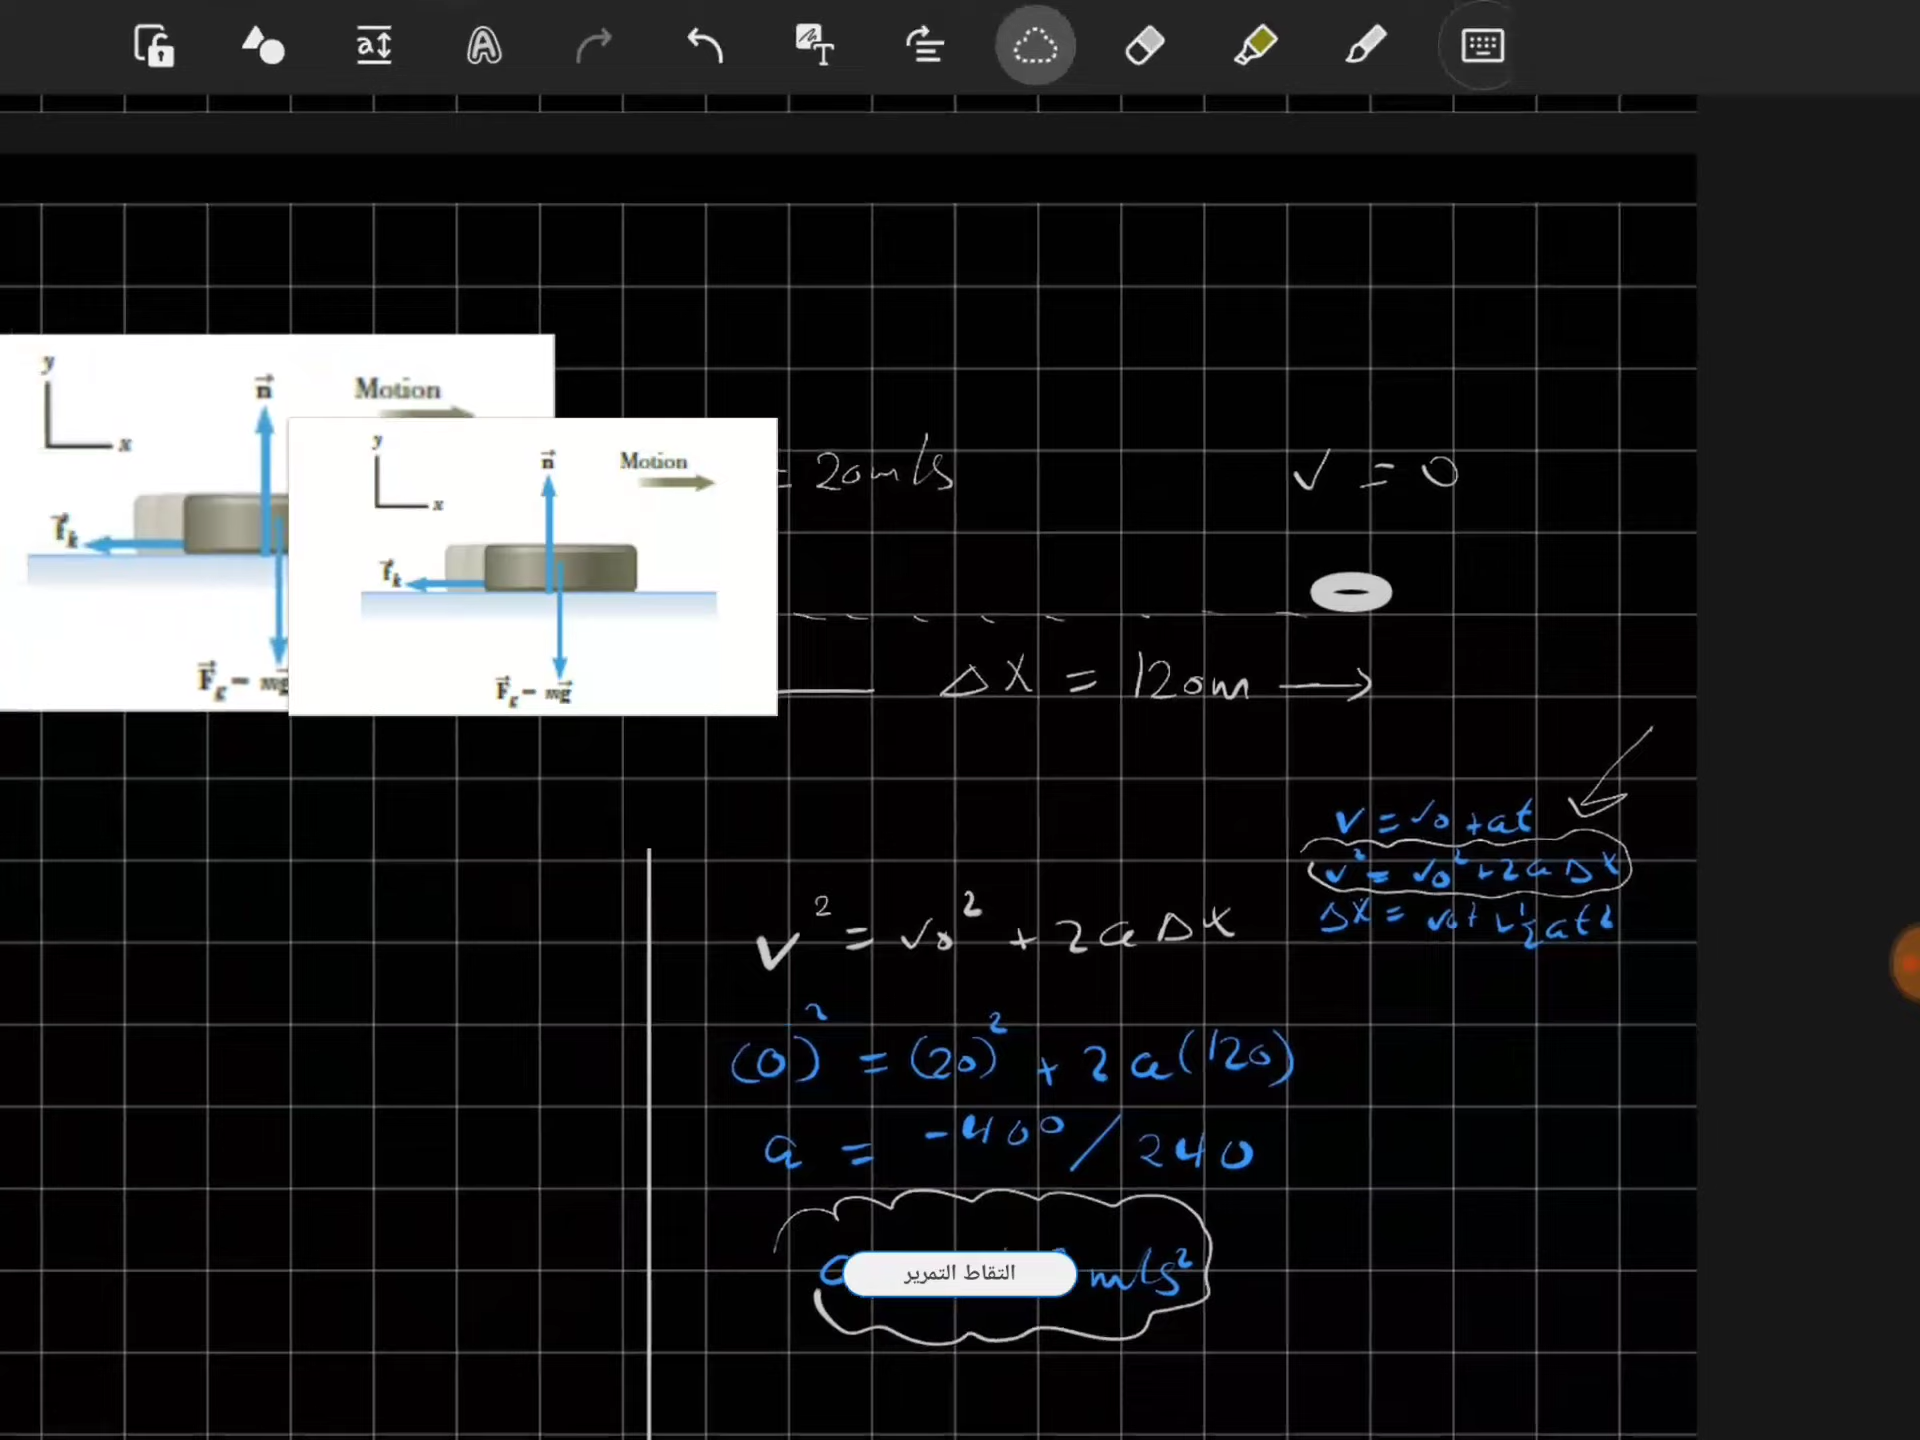 y
n
Motion
x
fk
Fg - mg
y
n
Motion
x
fk
Fg - mg
= 20m/s
v = 0
Δx = 120m
v = v0 + at
v² = v0² + 2aΔx
Δx = v0t + ½at²
v² = v0² + 2aΔx
(0)² = (20)² + 2a(120)
a = -400/240
التقاط التمرير
m/s²